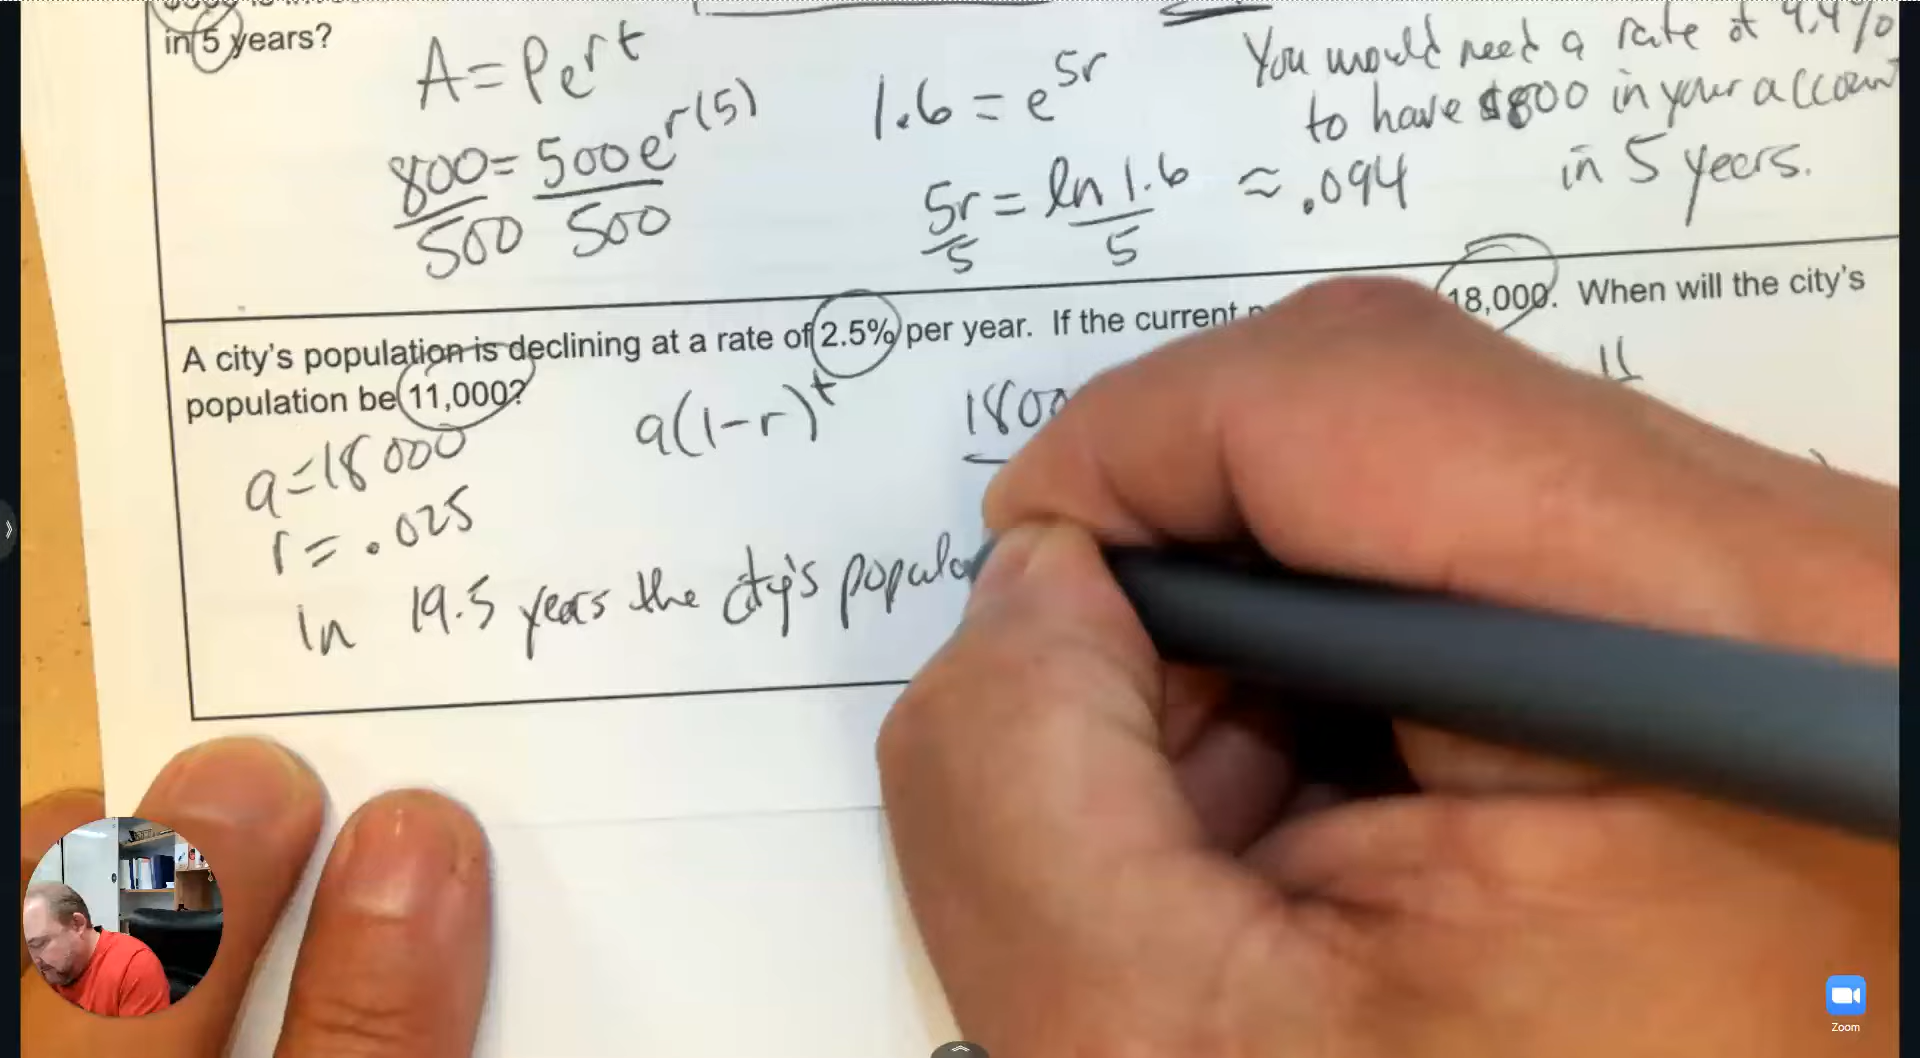 in 5 years?
A = Pe^rt
800 = 500e^r(5)
500 500
1.6 = e^5r
5r = ln 1.6 ≈ .094
5 5
You would need a rate of 9.4%
to have $800 in your account
in 5 years.
A city's population is declining at a rate of 2.5% per year. If the current 18,000. When will the city's
population be 11,000?
a = 18000
r = .025
a(1-r)^t
1800
11
in 19.5 years the city's popula
Zoom